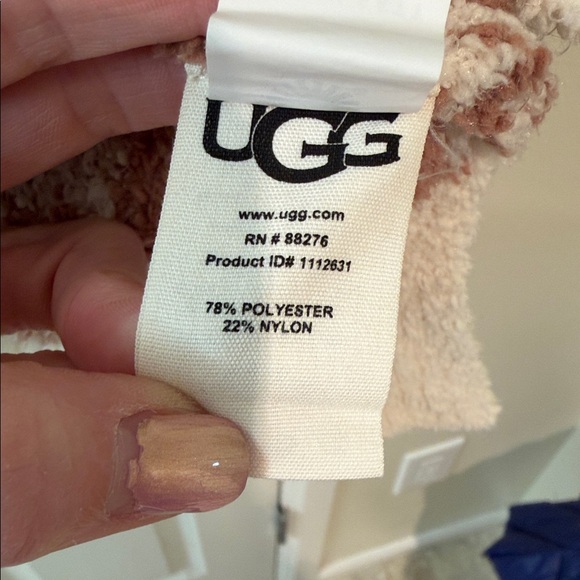 UGG
www.ugg.com
RN # 88276
Product ID# 1112631
78% POLYESTER
22% NYLON